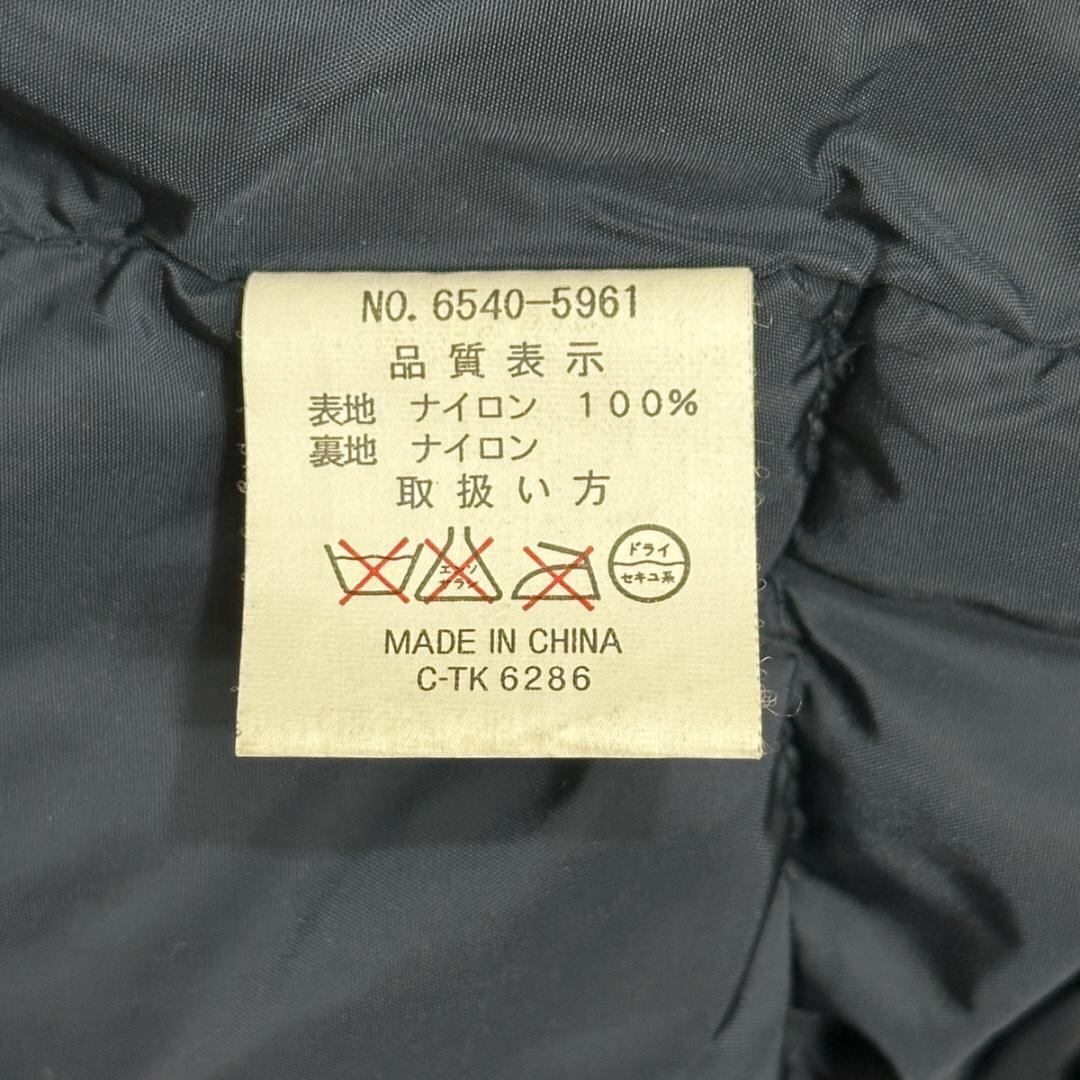 NO. 6540-5961
品質表示
表地 ナイロン 100%
裏地 ナイロン
取扱い方
エンソ
サラシ
ドライ
セキユ系
MADE IN CHINA
C-TK 6286